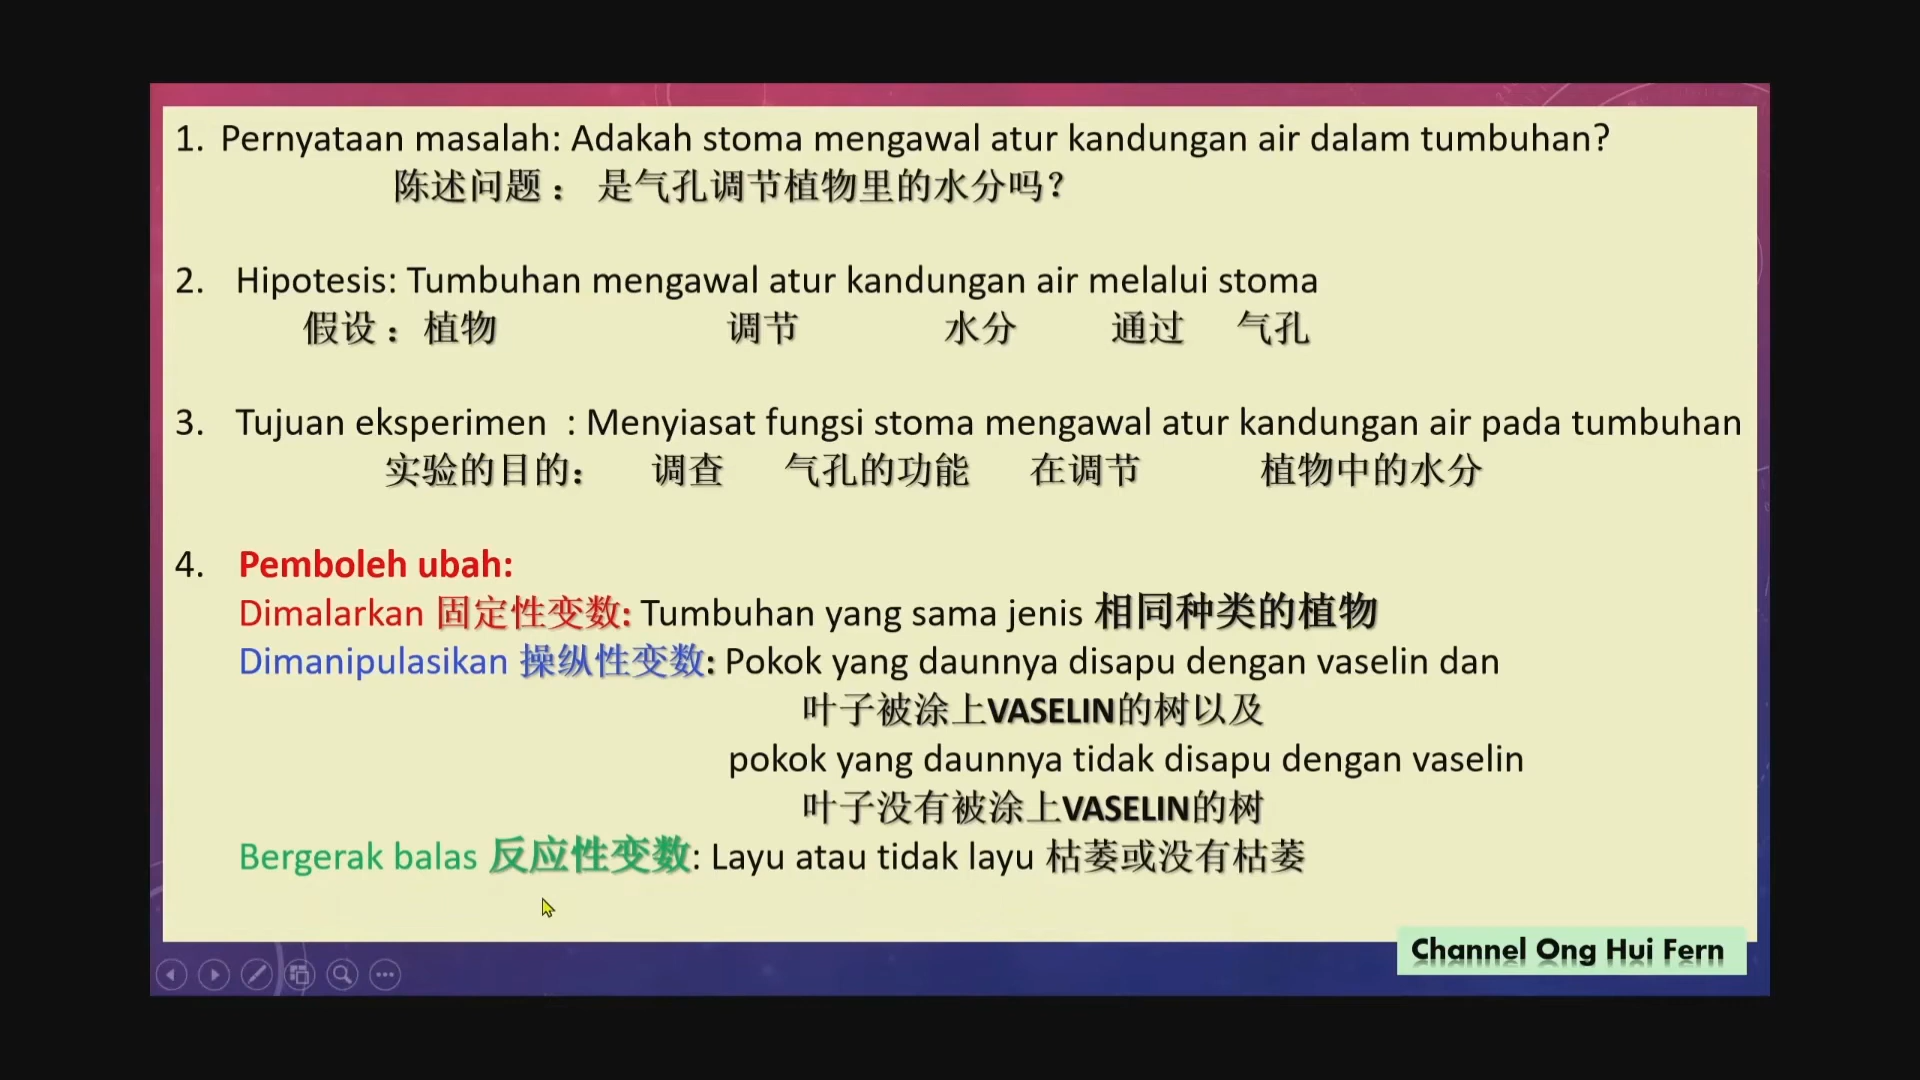 1. Pernyataan masalah: Adakah stoma mengawal atur kandungan air dalam tumbuhan?
陈述问题： 是气孔调节植物里的水分吗？
2. Hipotesis: Tumbuhan mengawal atur kandungan air melalui stoma
假设：植物 调节 水分 通过 气孔
3. Tujuan eksperimen : Menyiasat fungsi stoma mengawal atur kandungan air pada tumbuhan
实验的目的： 调查 气孔的功能 在调节 植物中的水分
4. Pemboleh ubah:
Dimalarkan 固定性变数: Tumbuhan yang sama jenis 相同种类的植物
Dimanipulasikan 操纵性变数: Pokok yang daunnya disapu dengan vaselin dan
叶子被涂上VASELIN的树以及
pokok yang daunnya tidak disapu dengan vaselin
叶子没有被涂上VASELIN的树
Bergerak balas 反应性变数: Layu atau tidak layu 枯萎或没有枯萎
Channel Ong Hui Fern